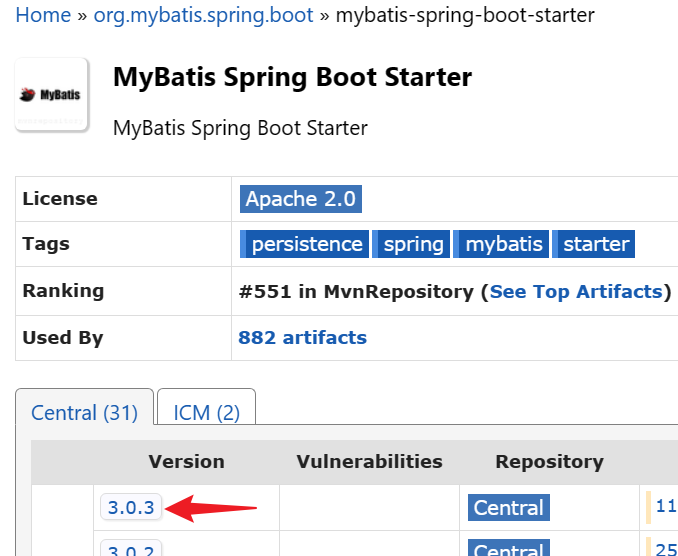 Home » org.mybatis.spring.boot » mybatis-spring-boot-starter
MyBatis Spring Boot Starter
MyBatis
MyBatis Spring Boot Starter
License Apache 2.0
Tags persistence spring mybatis starter
Ranking #551 in MvnRepository (See Top Artifacts)
Used By 882 artifacts
Central (31) ICM (2)
Version Vulnerabilities Repository
3.0.3 Central 11
3.0.2 Central 25